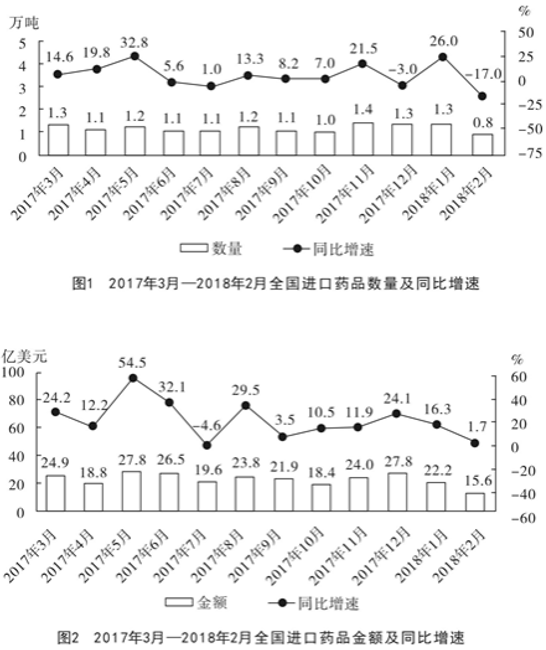 万吨
%
5
4
3
2
1
0
14.6 19.8 32.8 5.6 1.0 13.3 8.2 7.0 21.5 -3.0 26.0 -17.0
1.3 1.1 1.2 1.1 1.1 1.2 1.1 1.0 1.4 1.3 1.3 0.8
50
25
0
-25
-50
-75
2017年3月 2017年4月 2017年5月 2017年6月 2017年7月 2017年8月 2017年9月 2017年10月 2017年11月 2017年12月 2018年1月 2018年2月
数量 同比增速
图1 2017年3月—2018年2月全国进口药品数量及同比增速
亿美元
%
100
80
60
40
20
0
24.2 12.2 54.5 32.1 -4.6 29.5 3.5 10.5 11.9 24.1 16.3 1.7
24.9 18.8 27.8 26.5 19.6 23.8 21.9 18.4 24.0 27.8 22.2 15.6
60
40
20
0
-20
-40
-60
2017年3月 2017年4月 2017年5月 2017年6月 2017年7月 2017年8月 2017年9月 2017年10月 2017年11月 2017年12月 2018年1月 2018年2月
金额 同比增速
图2 2017年3月—2018年2月全国进口药品金额及同比增速